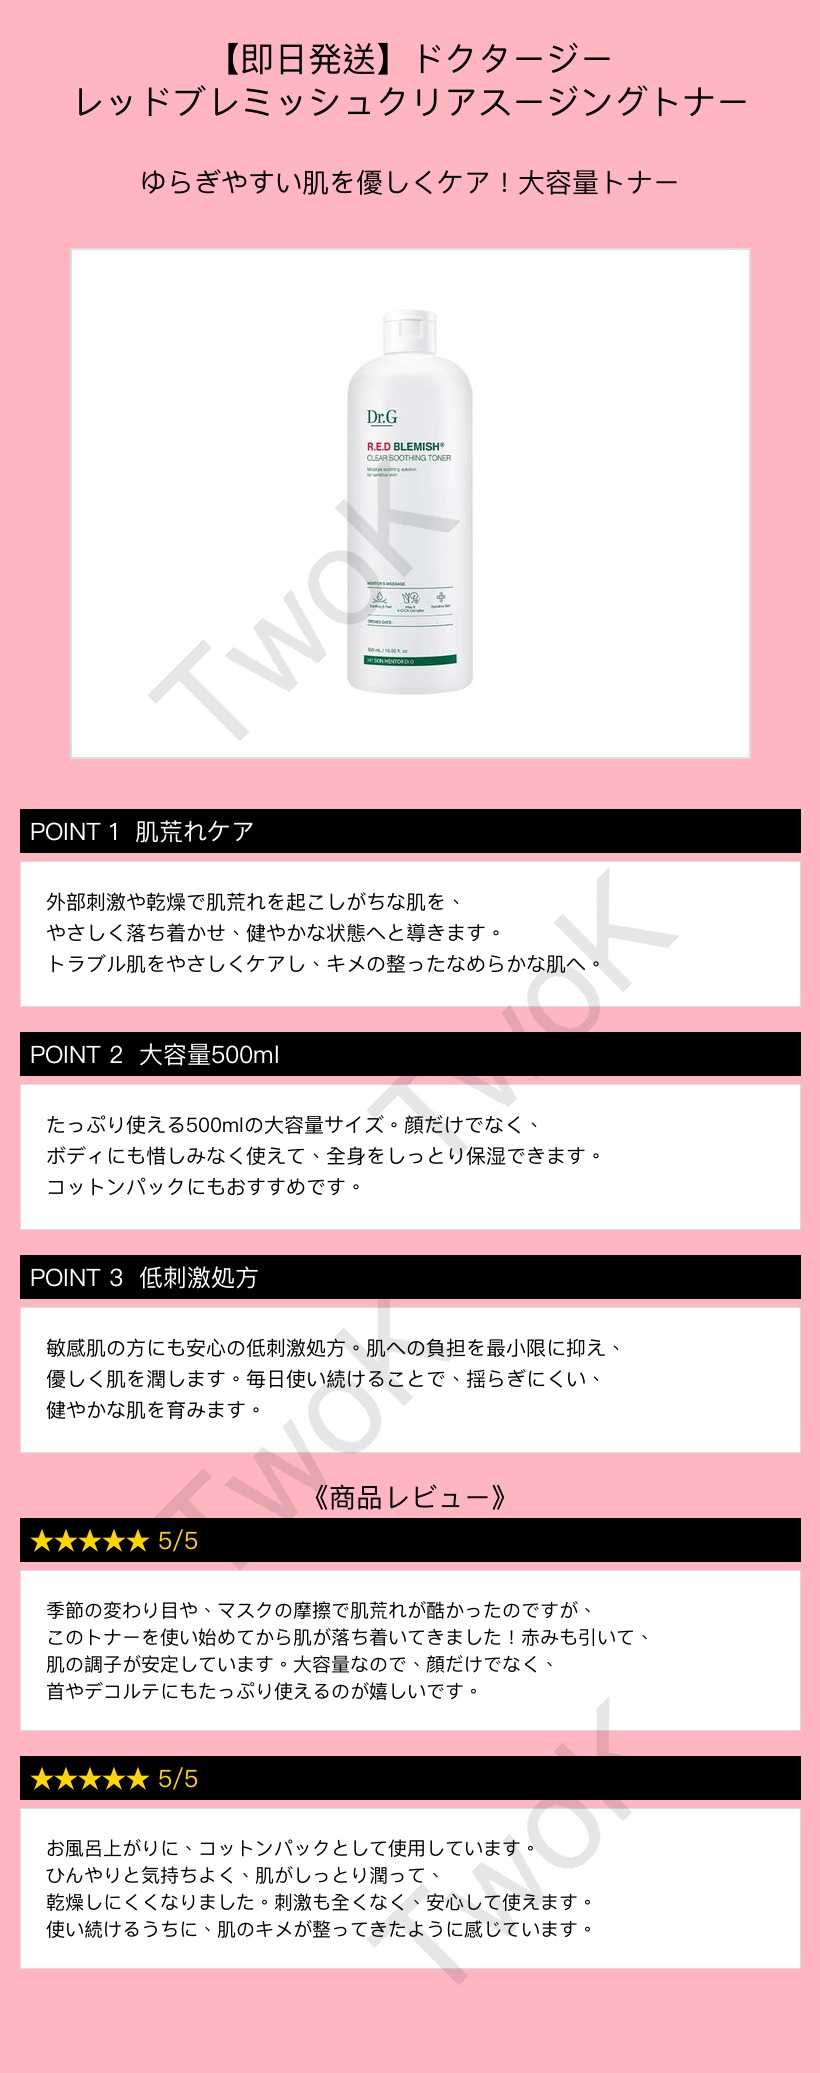 【即日発送】ドクタージー
レッドブレミッシュクリアスージングトナー
ゆらぎやすい肌を優しくケア！大容量トナー
Dr.G
R.E.D BLEMISH®
CLEAR SOOTHING TONER
Moisture soothing solution
for sensitive skin
MENTOR'S MESSAGE
Sensitive Skin
OPENED DATE :
500 mL / 16.90 fl. oz
MY SKIN MENTOR Dr.G
TwoK
POINT 1 肌荒れケア
外部刺激や乾燥で肌荒れを起こしがちな肌を、
やさしく落ち着かせ、健やかな状態へと導きます。
トラブル肌をやさしくケアし、キメの整ったなめらかな肌へ。
TwoK
POINT 2 大容量500ml
たっぷり使える500mlの大容量サイズ。顔だけでなく、
ボディにも惜しみなく使えて、全身をしっとり保湿できます。
コットンパックにもおすすめです。
POINT 3 低刺激処方
敏感肌の方にも安心の低刺激処方。肌への負担を最小限に抑え、
優しく肌を潤します。毎日使い続けることで、揺らぎにくい、
健やかな肌を育みます。
TwoK
《商品レビュー》
★★★★★ 5/5
季節の変わり目や、マスクの摩擦で肌荒れが酷かったのですが、
このトナーを使い始めてから肌が落ち着いてきました！赤みも引いて、
肌の調子が安定しています。大容量なので、顔だけでなく、
首やデコルテにもたっぷり使えるのが嬉しいです。
★★★★★ 5/5
お風呂上がりに、コットンパックとして使用しています。
ひんやりと気持ちよく、肌がしっとり潤って、
乾燥しにくくなりました。刺激も全くなく、安心して使えます。
使い続けるうちに、肌のキメが整ってきたように感じています。
TwoK